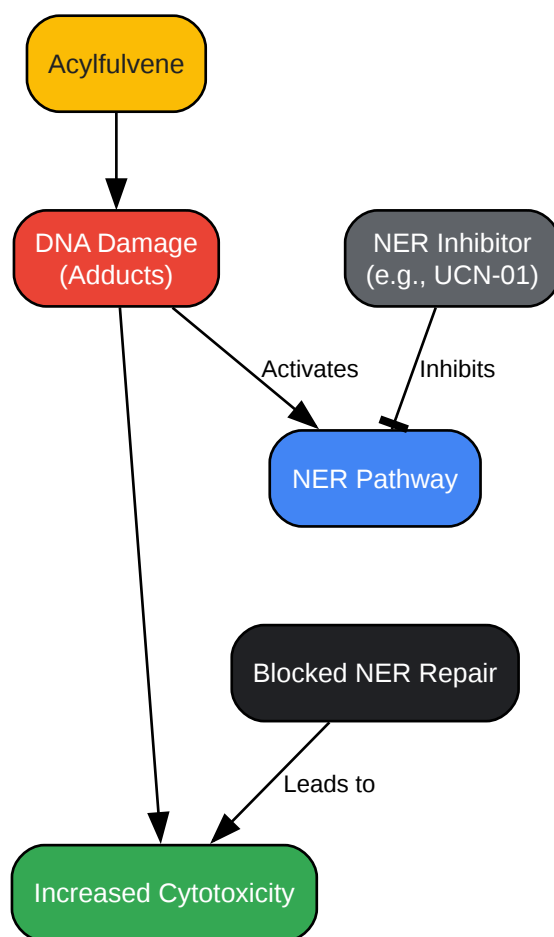 Acylfulvene
DNA Damage
(Adducts)
NER Inhibitor
(e.g., UCN-01)
Activates
Inhibits
NER Pathway
Blocked NER Repair
Leads to
Increased Cytotoxicity